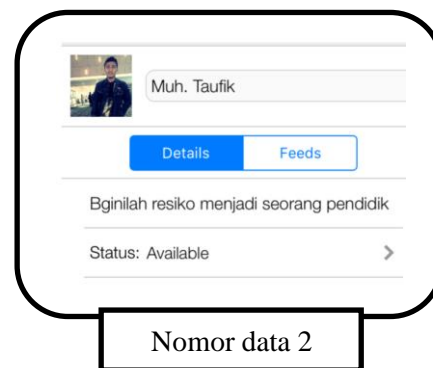 Muh. Taufik
Details Feeds
Bginilah resiko menjadi seorang pendidik
Status: Available
Nomor data 2